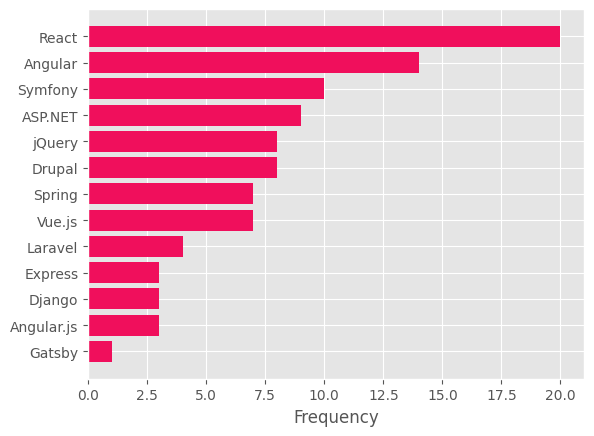 React
Angular
Symfony
ASP.NET
jQuery
Drupal
Spring
Vue.js
Laravel
Express
Django
Angular.js
Gatsby
0.0 2.5 5.0 7.5 10.0 12.5 15.0 17.5 20.0
Frequency